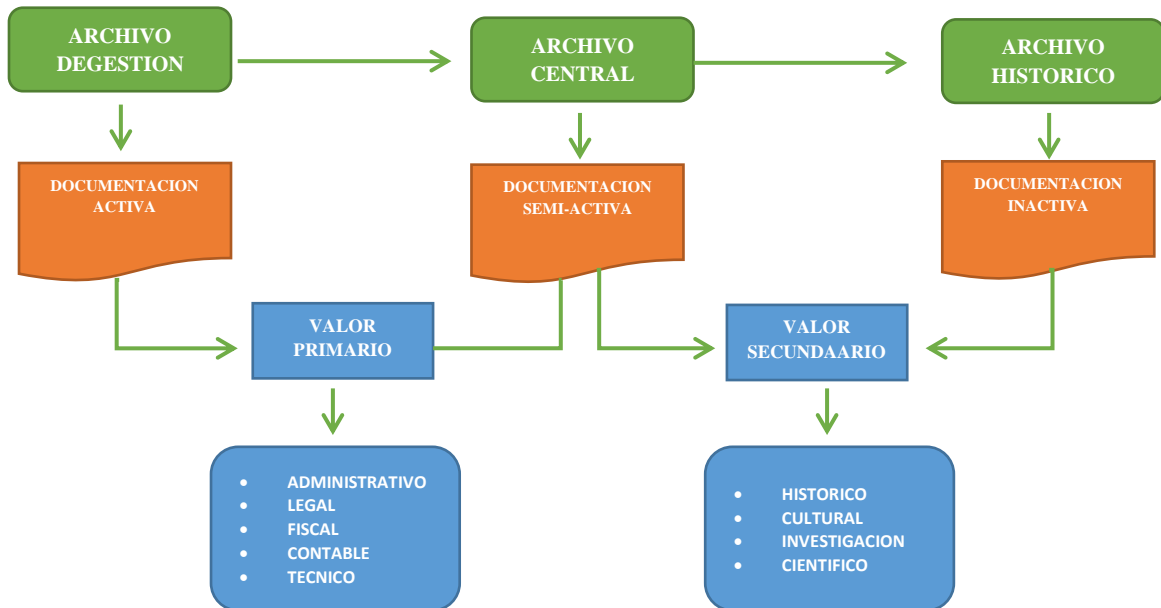 ARCHIVO
DEGESTION
ARCHIVO
CENTRAL
ARCHIVO
HISTORICO
DOCUMENTACION
ACTIVA
DOCUMENTACION
SEMI-ACTIVA
DOCUMENTACION
INACTIVA
VALOR
PRIMARIO
VALOR
SECUNDAARIO
• ADMINISTRATIVO
• LEGAL
• FISCAL
• CONTABLE
• TECNICO
• HISTORICO
• CULTURAL
• INVESTIGACION
• CIENTIFICO